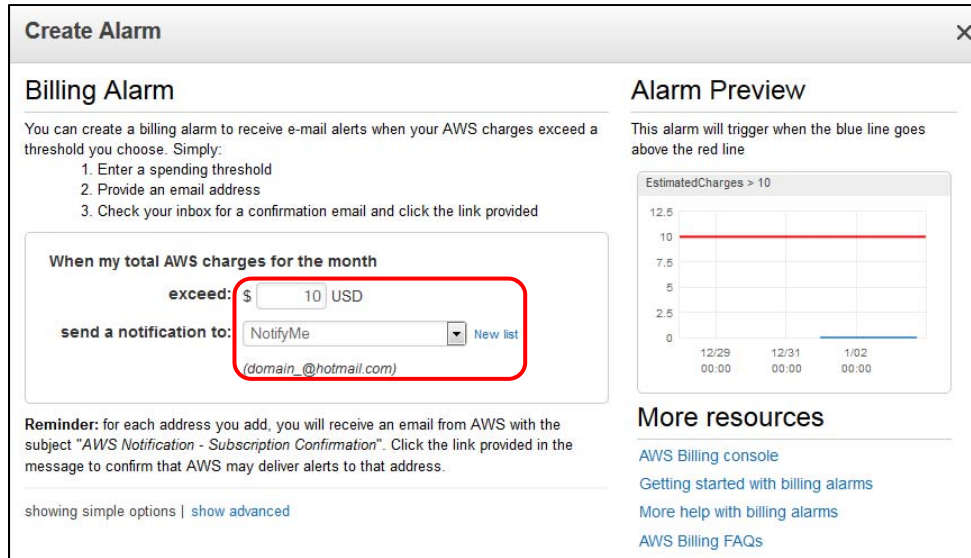 Create Alarm
Billing Alarm
You can create a billing alarm to receive e-mail alerts when your AWS charges exceed a
threshold you choose. Simply:
1. Enter a spending threshold
2. Provide an email address
3. Check your inbox for a confirmation email and click the link provided
When my total AWS charges for the month
exceed: $ 10 USD
send a notification to: NotifyMe New list
(domain_@hotmail.com)
Reminder: for each address you add, you will receive an email from AWS with the
subject "AWS Notification - Subscription Confirmation". Click the link provided in the
message to confirm that AWS may deliver alerts to that address.
showing simple options | show advanced
Alarm Preview
This alarm will trigger when the blue line goes
above the red line
EstimatedCharges > 10
12.5
10
7.5
5
2.5
0
12/29 12/31 1/02
00:00 00:00 00:00
More resources
AWS Billing console
Getting started with billing alarms
More help with billing alarms
AWS Billing FAQs